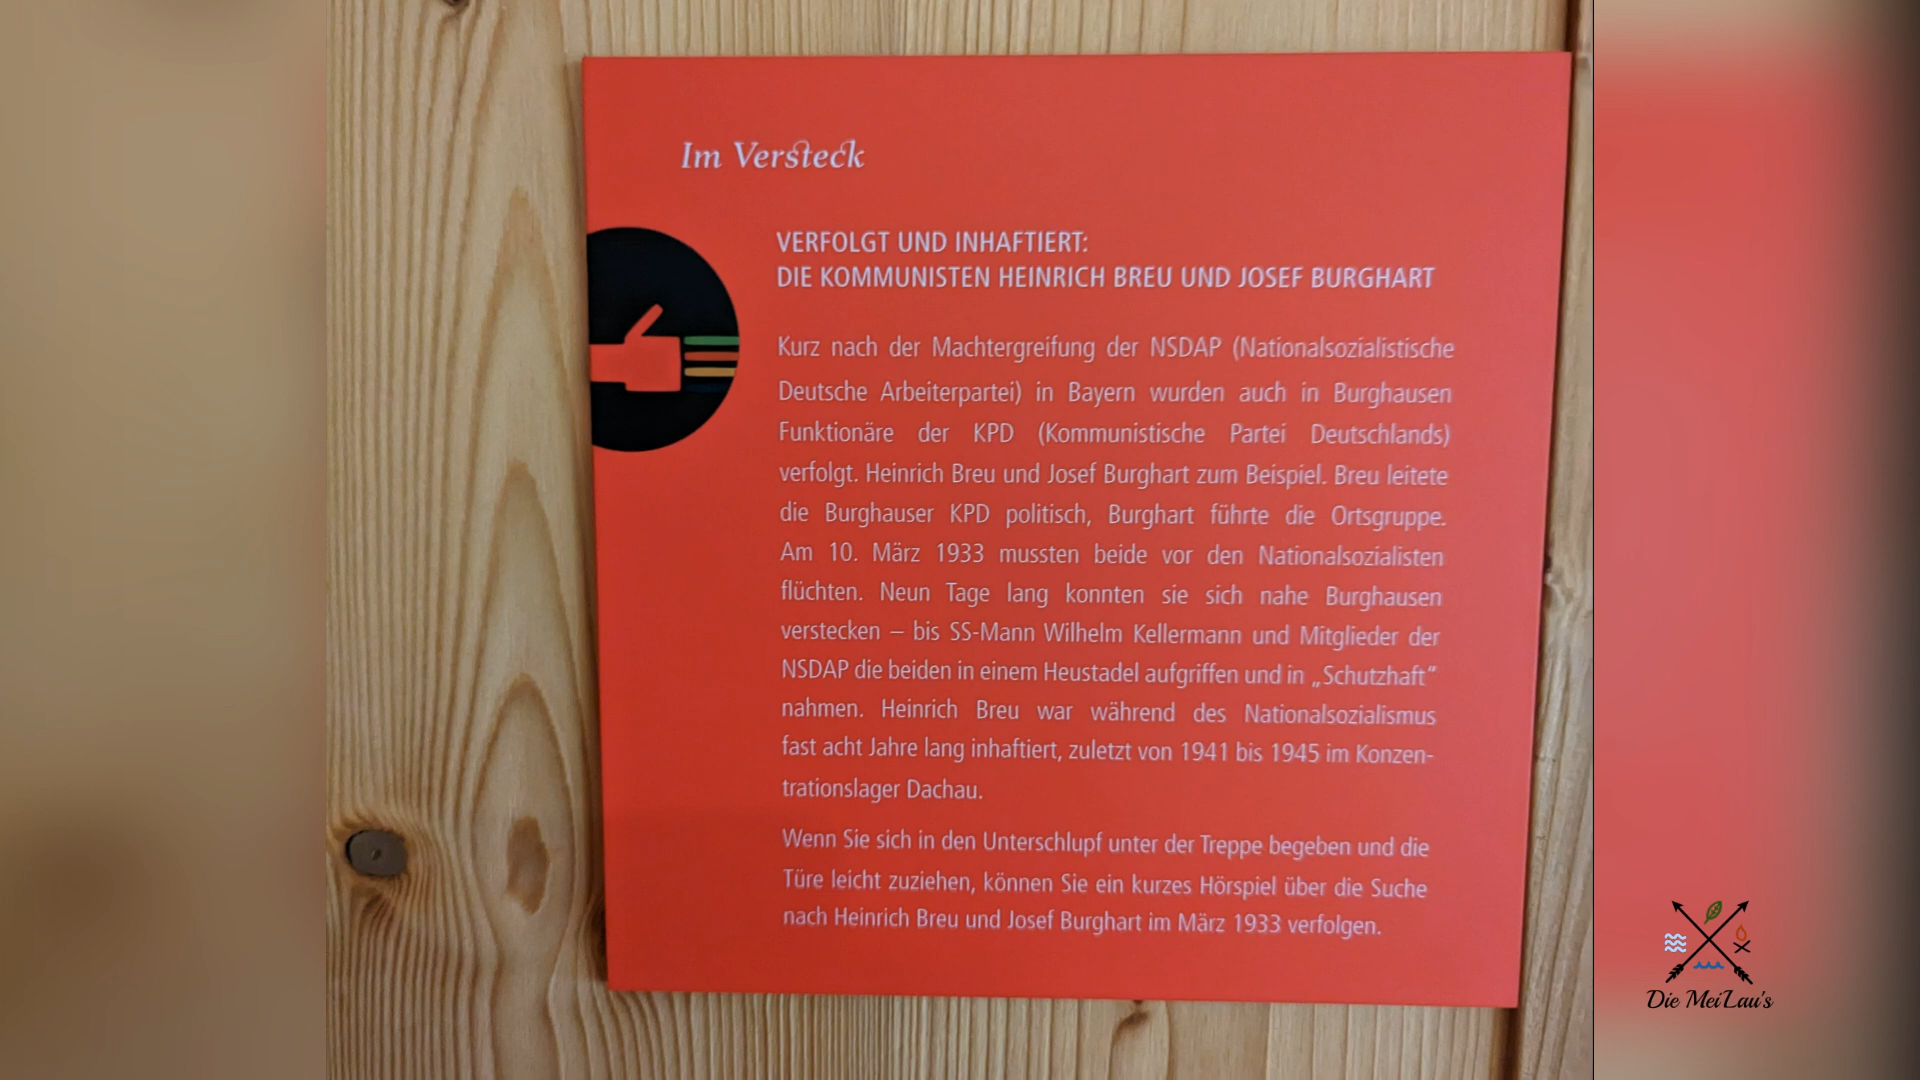 Im Versteck
VERFOLGT UND INHAFTIERT:
DIE KOMMUNISTEN HEINRICH BREU UND JOSEF BURGHART
Kurz nach der Machtergreifung der NSDAP (Nationalsozialistische
Deutsche Arbeiterpartei) in Bayern wurden auch in Burghausen
Funktionäre der KPD (Kommunistische Partei Deutschlands)
verfolgt. Heinrich Breu und Josef Burghart zum Beispiel. Breu leitete
die Burghauser KPD politisch, Burghart führte die Ortsgruppe.
Am 10. März 1933 mussten beide vor den Nationalsozialisten
flüchten. Neun Tage lang konnten sie sich nahe Burghausen
verstecken – bis SS-Mann Wilhelm Kellermann und Mitglieder der
NSDAP die beiden in einem Heustadel aufgriffen und in „Schutzhaft“
nahmen. Heinrich Breu war während des Nationalsozialismus
fast acht Jahre lang inhaftiert, zuletzt von 1941 bis 1945 im Konzen-
trationslager Dachau.
Wenn Sie sich in den Unterschlupf unter der Treppe begeben und die
Türe leicht zuziehen, können Sie ein kurzes Hörspiel über die Suche
nach Heinrich Breu und Josef Burghart im März 1933 verfolgen.
Die MeiLau's